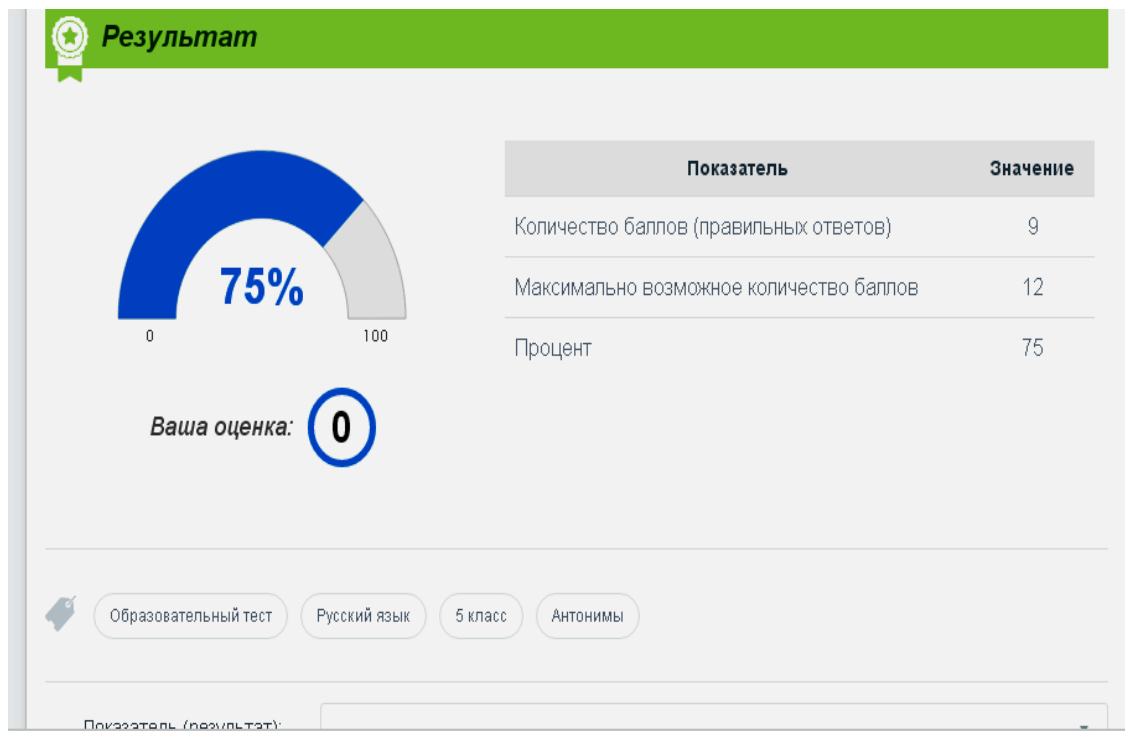 Результат
75%
0
100
Ваша оценка: 0
Показатель Значение
Количество баллов (правильных ответов) 9
Максимально возможное количество баллов 12
Процент 75
Образовательный тест Русский язык 5 класс Антонимы
Показатель (результат):